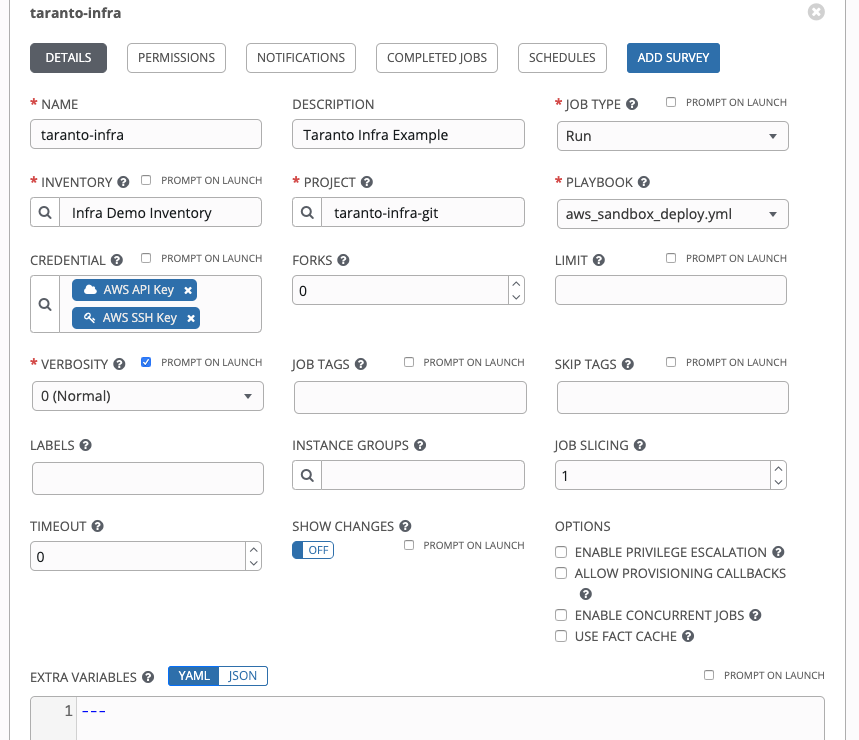 taranto-infra
DETAILS PERMISSIONS NOTIFICATIONS COMPLETED JOBS SCHEDULES ADD SURVEY
* NAME DESCRIPTION * JOB TYPE ? PROMPT ON LAUNCH
taranto-infra Taranto Infra Example Run
* INVENTORY ? PROMPT ON LAUNCH * PROJECT ? * PLAYBOOK ?
Infra Demo Inventory taranto-infra-git aws_sandbox_deploy.yml
CREDENTIAL ? PROMPT ON LAUNCH FORKS ? LIMIT ? PROMPT ON LAUNCH
AWS API Key × 0
AWS SSH Key ×
* VERBOSITY ? PROMPT ON LAUNCH JOB TAGS ? PROMPT ON LAUNCH SKIP TAGS ? PROMPT ON LAUNCH
0 (Normal)
LABELS ? INSTANCE GROUPS ? JOB SLICING ?
1
TIMEOUT ? SHOW CHANGES ? PROMPT ON LAUNCH OPTIONS
0 OFF ENABLE PRIVILEGE ESCALATION ?
ALLOW PROVISIONING CALLBACKS
?
ENABLE CONCURRENT JOBS ?
USE FACT CACHE ?
EXTRA VARIABLES ? YAML JSON PROMPT ON LAUNCH
1 ---